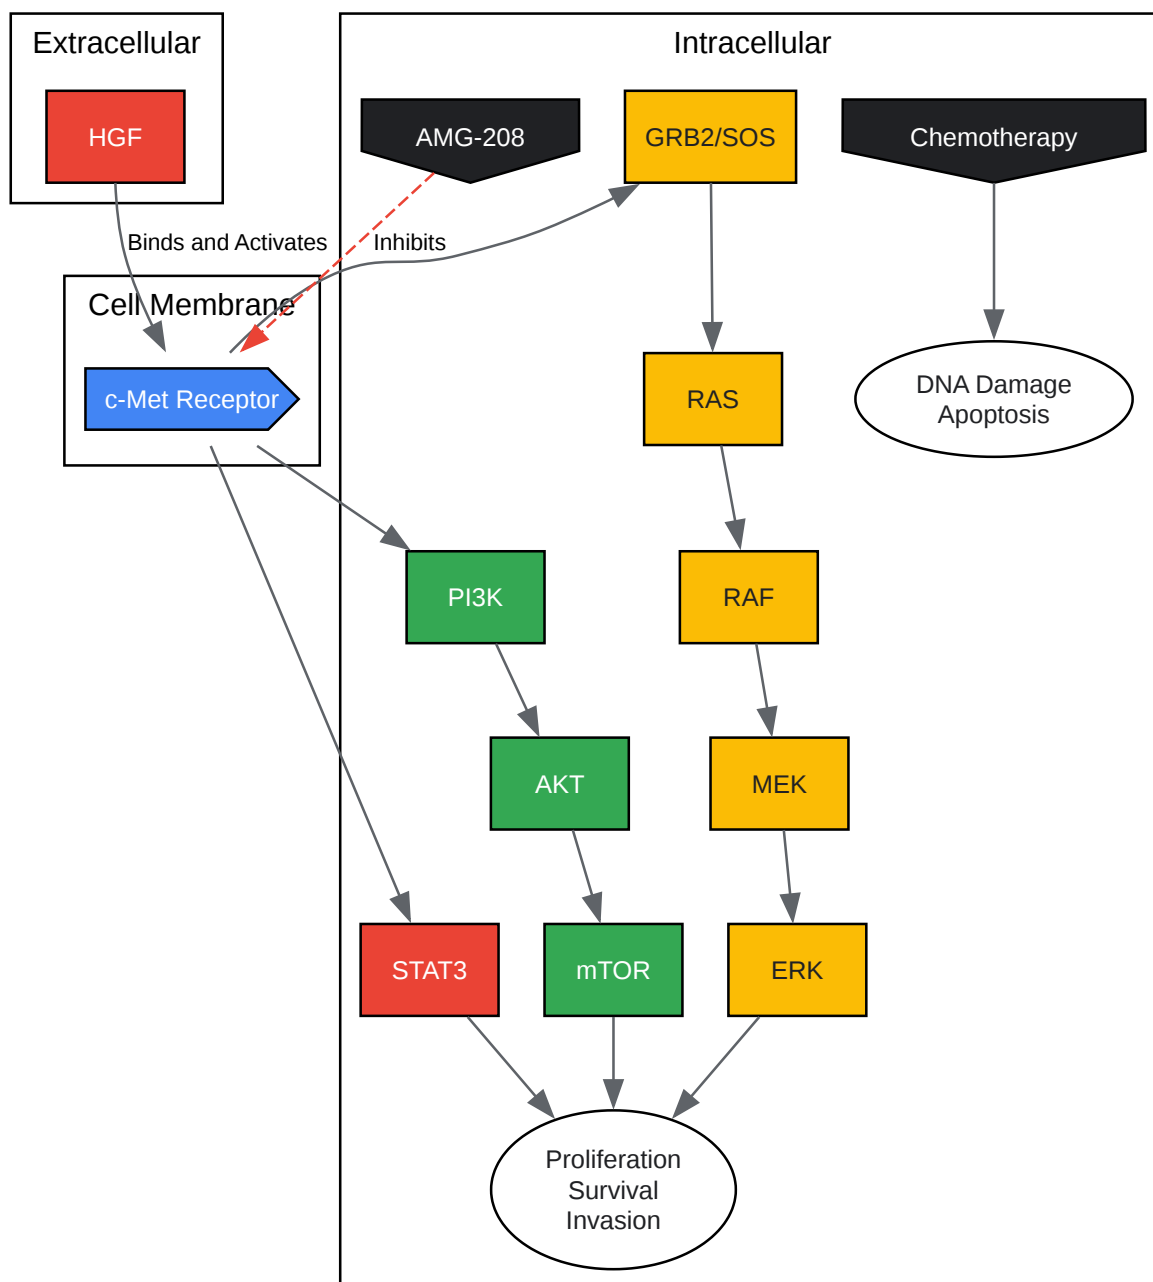 Extracellular
Intracellular
HGF
AMG-208
GRB2/SOS
Chemotherapy
Binds and Activates
Inhibits
Cell Membrane
c-Met Receptor
RAS
DNA Damage
Apoptosis
PI3K
RAF
AKT
MEK
STAT3
mTOR
ERK
Proliferation
Survival
Invasion